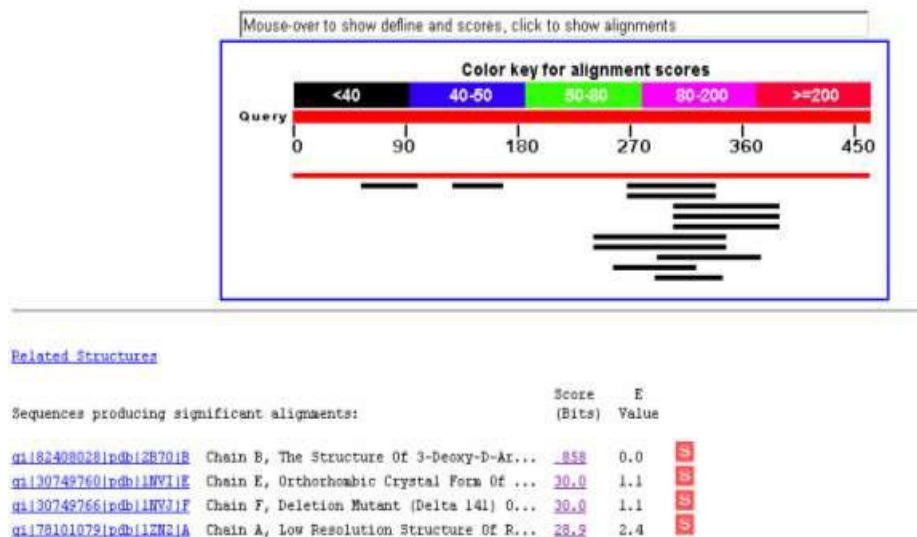 Mouse-over to show defline and scores, click to show alignments
Color key for alignment scores
<40 40-50 50-80 80-200 >=200
Query
0 90 180 270 360 450
Related Structures
Score E
Sequences producing significant alignments: (Bits) Value
gi|82408028|pdb|2B70|B Chain B, The Structure Of 3-Deoxy-D-Ar... 858 0.0 S
gi|30749760|pdb|1NVI|E Chain E, Orthorhombic Crystal Form Of ... 30.0 1.1 S
gi|30749766|pdb|1NVJ|F Chain F, Deletion Mutant (Delta 141) O... 30.0 1.1 S
gi|78101079|pdb|1ZN2|A Chain A, Low Resolution Structure Of R... 28.9 2.4 S